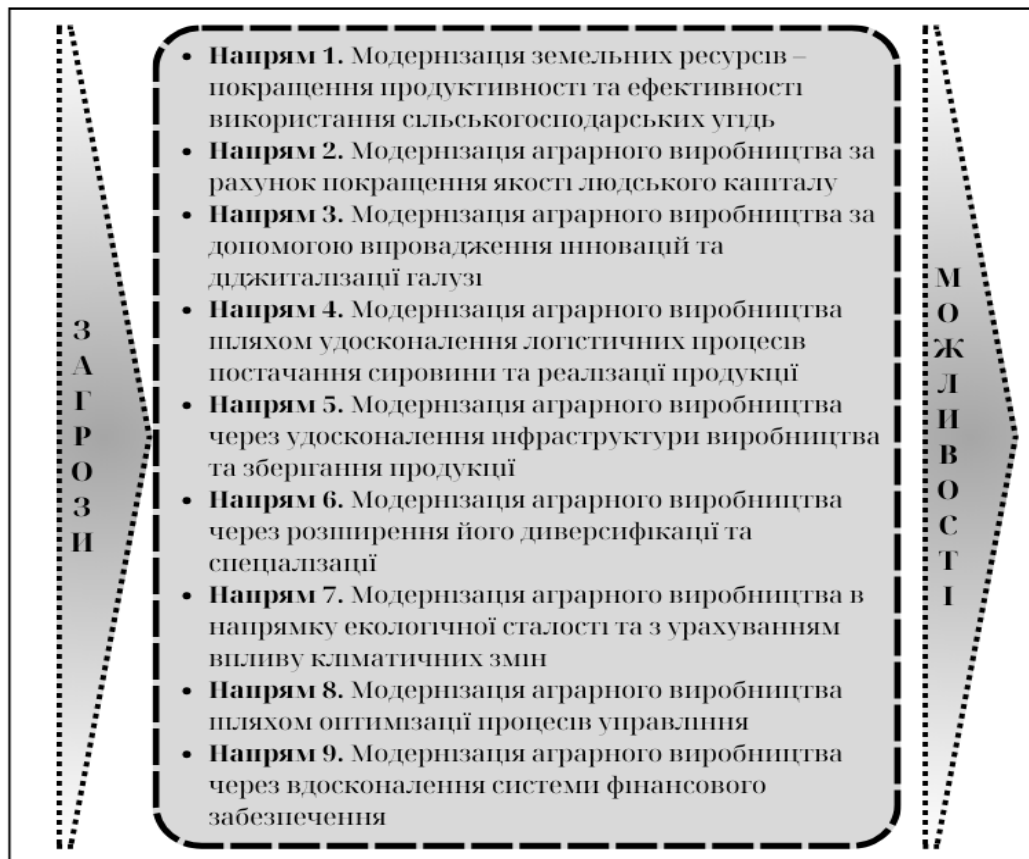 ЗАГРОЗИ
• Напрям 1. Модернізація земельних ресурсів –
покращення продуктивності та ефективності
використання сільськогосподарських угідь
• Напрям 2. Модернізація аграрного виробництва за
рахунок покращення якості людського капіталу
• Напрям 3. Модернізація аграрного виробництва за
допомогою впровадження інновацій та
діджиталізації галузі
• Напрям 4. Модернізація аграрного виробництва
шляхом удосконалення логістичних процесів
постачання сировини та реалізації продукції
• Напрям 5. Модернізація аграрного виробництва
через удосконалення інфраструктури виробництва
та зберігання продукції
• Напрям 6. Модернізація аграрного виробництва
через розширення його диверсифікації та
спеціалізації
• Напрям 7. Модернізація аграрного виробництва в
напрямку екологічної сталості та з урахуванням
впливу кліматичних змін
• Напрям 8. Модернізація аграрного виробництва
шляхом оптимізації процесів управління
• Напрям 9. Модернізація аграрного виробництва
через вдосконалення системи фінансового
забезпечення
МОЖЛИВОСТІ